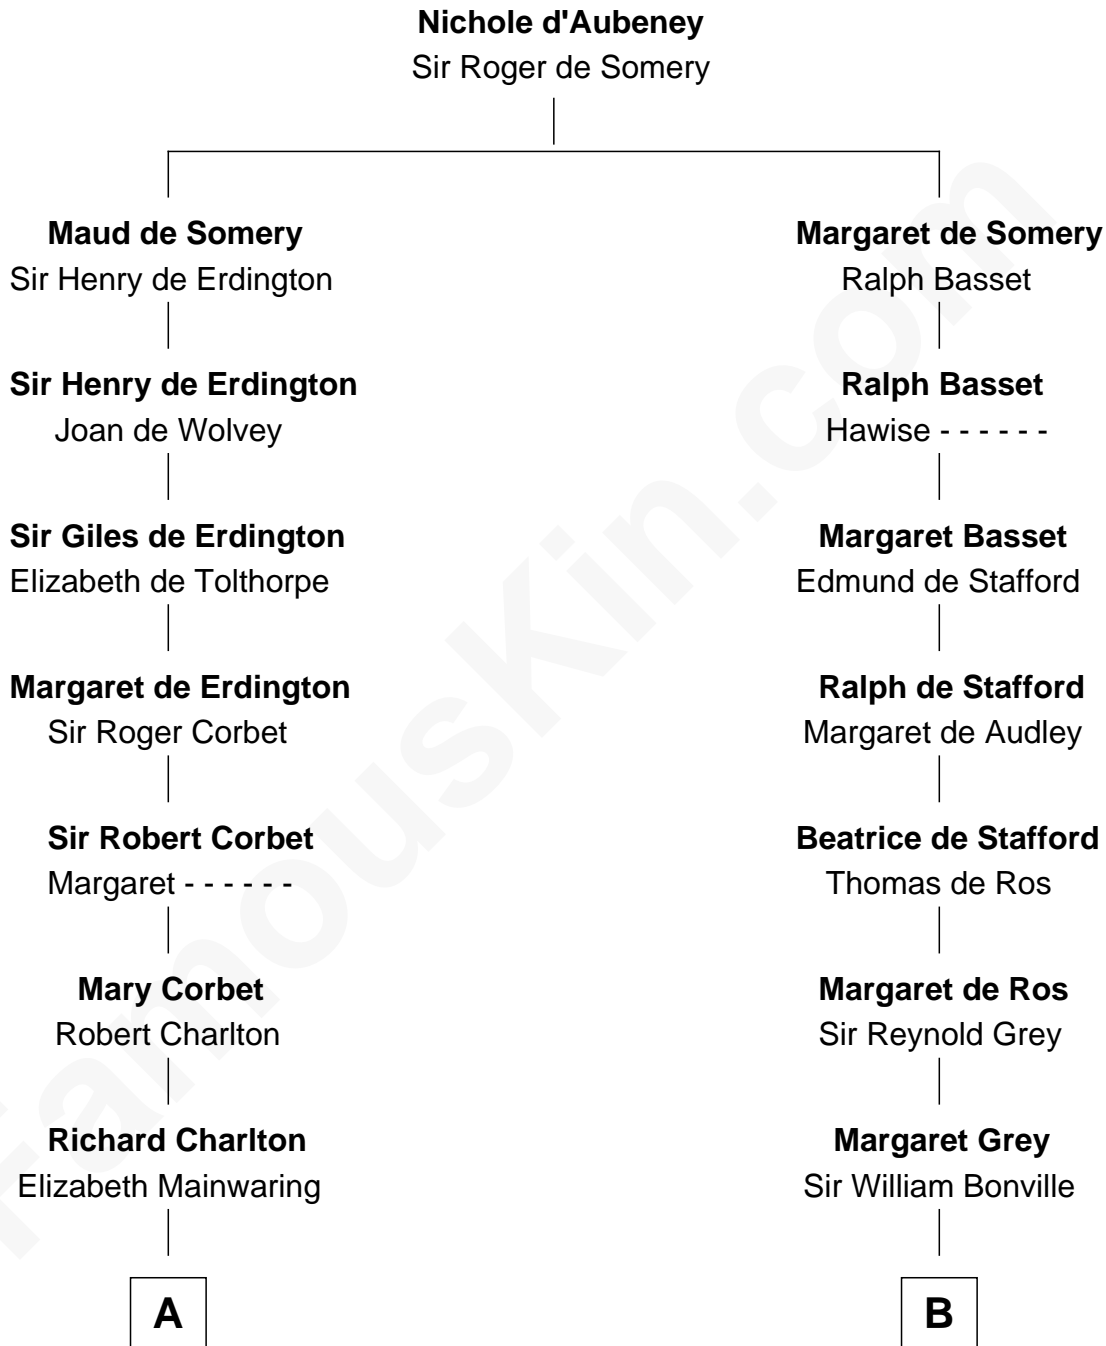 Nichole d'Aubeney
Sir Roger de Somery
Maud de Somery
Sir Henry de Erdington
Margaret de Somery
Ralph Basset
Sir Henry de Erdington
Joan de Wolvey
Ralph Basset
Hawise - - - - - -
Sir Giles de Erdington
Elizabeth de Tolthorpe
Margaret Basset
Edmund de Stafford
Margaret de Erdington
Sir Roger Corbet
Ralph de Stafford
Margaret de Audley
Sir Robert Corbet
Margaret - - - - - -
Beatrice de Stafford
Thomas de Ros
Mary Corbet
Robert Charlton
Margaret de Ros
Sir Reynold Grey
Richard Charlton
Elizabeth Mainwaring
Margaret Grey
Sir William Bonville
A
B
FamousKin.com